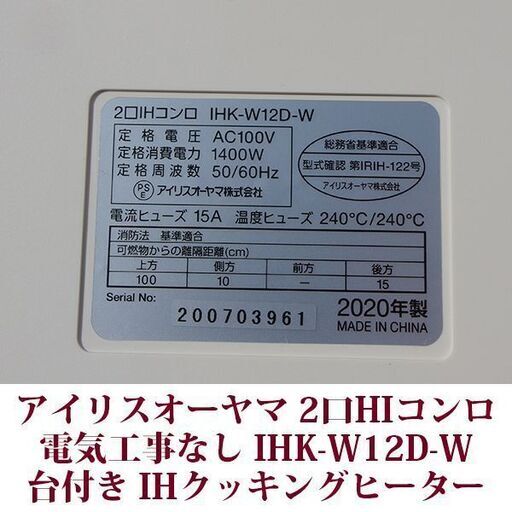 2口IHコンロ IHK-W12D-W
定格電圧 AC100V
定格消費電力 1400W
定格周波数 50/60Hz
PS
E
アイリスオーヤマ株式会社
総務省基準適合
型式確認 第IRIH-122号
アイリスオーヤマ株式会社
電流ヒューズ 15A 温度ヒューズ 240℃/240℃
消防法 基準適合
可燃物からの離隔距離(cm)
上方 側方 前方 後方
100 10 − 15
Serial No:
200703961
2020年製
MADE IN CHINA
アイリスオーヤマ 2口HIコンロ
電気工事なし IHK-W12D-W
台付き IHクッキングヒーター